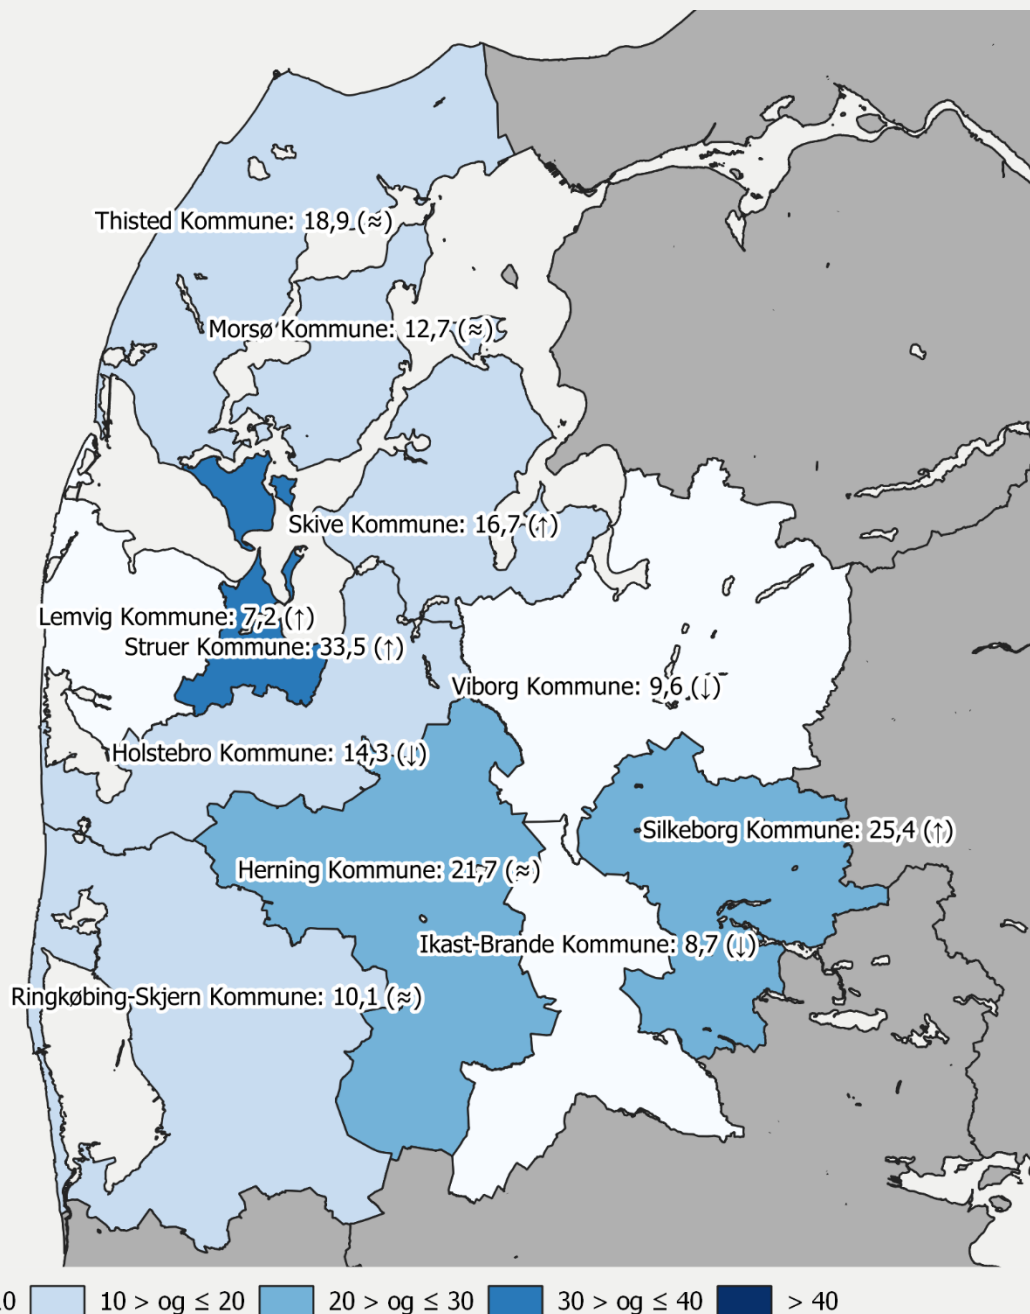 Thisted Kommune: 18,9 (≈)
Morsø Kommune: 12,7 (≈)
Skive Kommune: 16,7 (↑)
Lemvig Kommune: 7,2 (↑)
Struer Kommune: 33,5 (↑)
Viborg Kommune: 9,6 (↓)
Holstebro Kommune: 14,3 (↓)
Silkeborg Kommune: 25,4 (↑)
Herning Kommune: 21,7 (≈)
Ikast-Brande Kommune: 8,7 (↓)
Ringkøbing-Skjern Kommune: 10,1 (≈)
10 > og ≤ 20 20 > og ≤ 30 30 > og ≤ 40 > 40